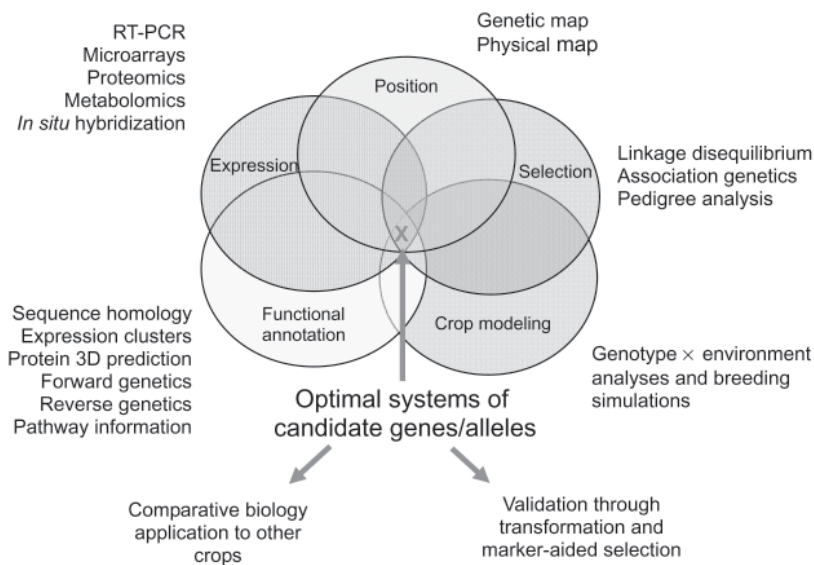 RT-PCR
Microarrays
Proteomics
Metabolomics
In situ hybridization
Genetic map
Physical map
Position
Expression
Selection
Linkage disequilibrium
Association genetics
Pedigree analysis
X
Functional
annotation
Crop modeling
Sequence homology
Expression clusters
Protein 3D prediction
Forward genetics
Reverse genetics
Pathway information
Genotype × environment
analyses and breeding
simulations
Optimal systems of
candidate genes/alleles
Comparative biology
application to other
crops
Validation through
transformation and
marker-aided selection